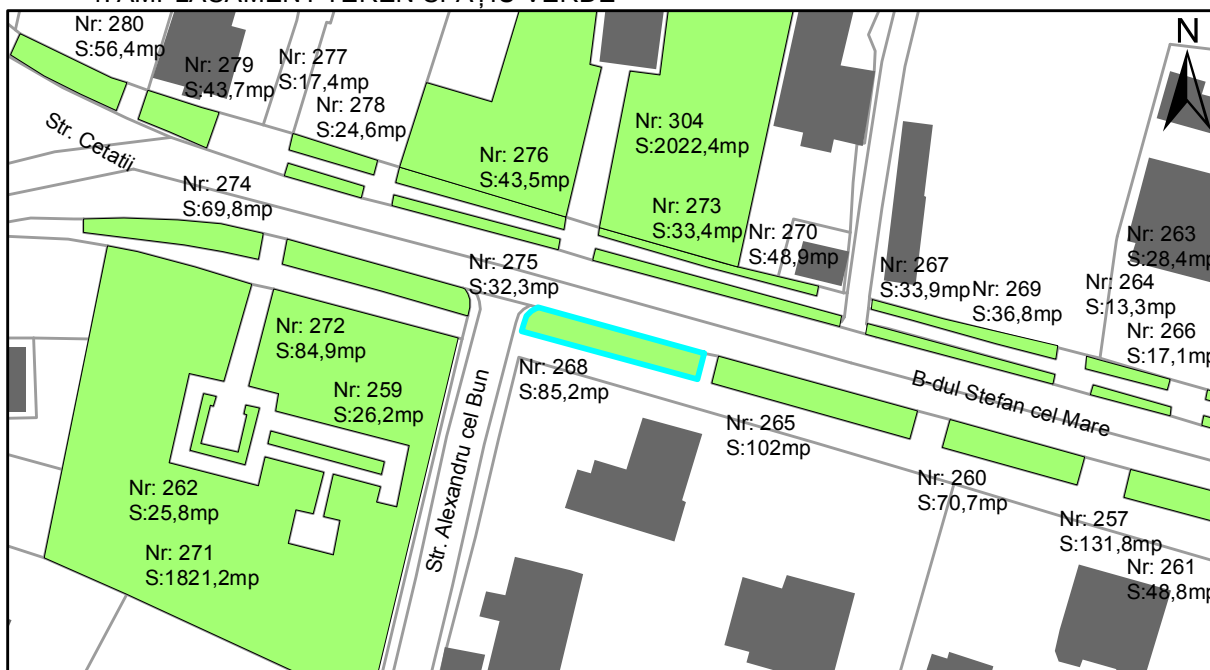 1. AMPLASAMENT TEREN SPAȚIU VERDE
N
Nr: 280
S:56,4mp
Nr: 279
S:43,7mp
Nr: 277
S:17,4mp
Nr: 278
S:24,6mp
Str. Cetatii
Nr: 276
S:43,5mp
Nr: 304
S:2022,4mp
Nr: 274
S:69,8mp
Nr: 273
S:33,4mp
Nr: 270
S:48,9mp
Nr: 263
S:28,4mp
Nr: 275
S:32,3mp
Nr: 267
S:33,9mp
Nr: 269
S:36,8mp
Nr: 264
S:13,3mp
Nr: 266
S:17,1mp
Nr: 272
S:84,9mp
Nr: 268
S:85,2mp
Nr: 259
S:26,2mp
B-dul Stefan cel Mare
Nr: 265
S:102mp
Str. Alexandru cel Bun
Nr: 260
S:70,7mp
Nr: 262
S:25,8mp
Nr: 257
S:131,8mp
Nr: 271
S:1821,2mp
Nr: 261
S:48,8mp